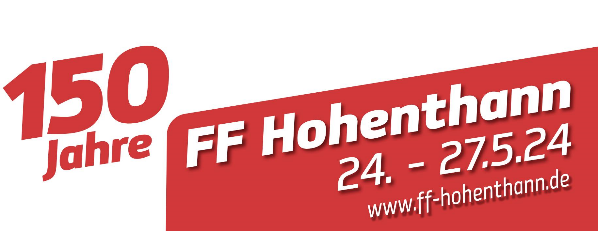 150
Jahre
FF Hohenthann
24. - 27.5.24
www.ff-hohenthann.de